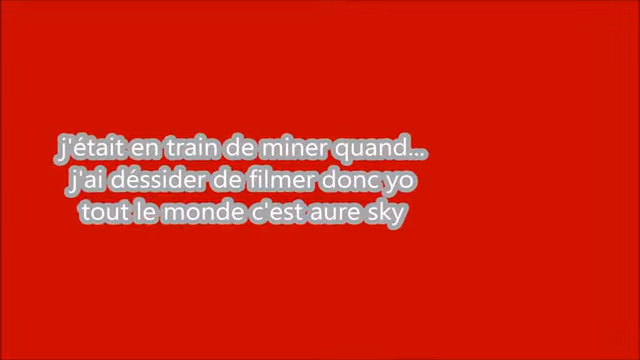 j'était en train de miner quand...
j'ai déssider de filmer donc yo
tout le monde c'est aure sky